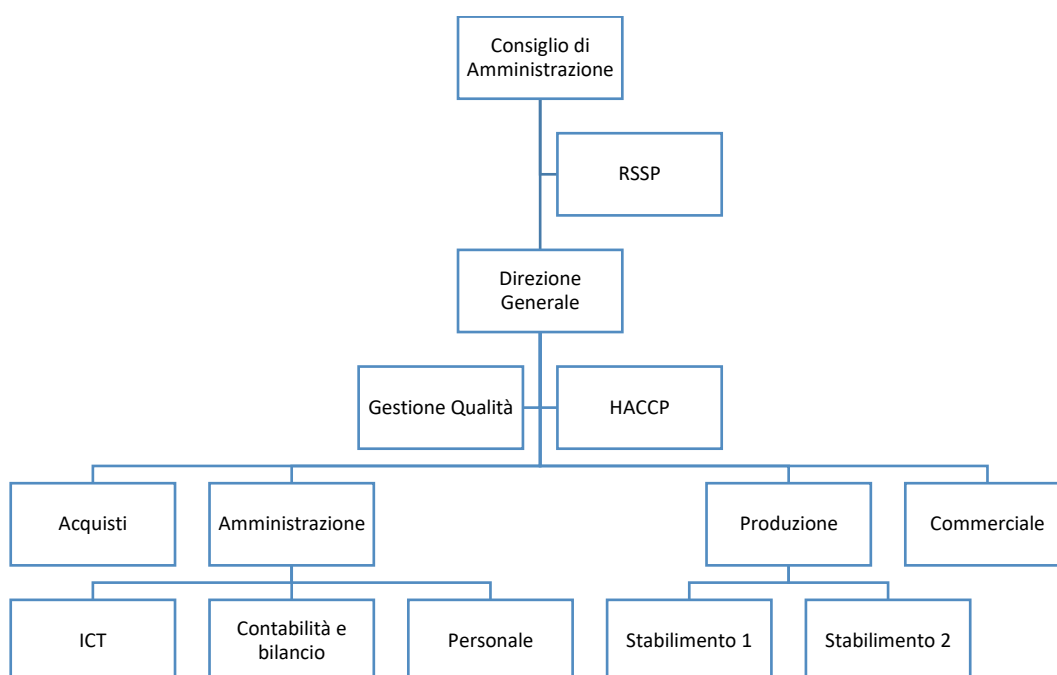 Consiglio di
Amministrazione
RSSP
Direzione
Generale
Gestione Qualità
HACCP
Acquisti
Amministrazione
Produzione
Commerciale
ICT
Contabilità e
bilancio
Personale
Stabilimento 1
Stabilimento 2